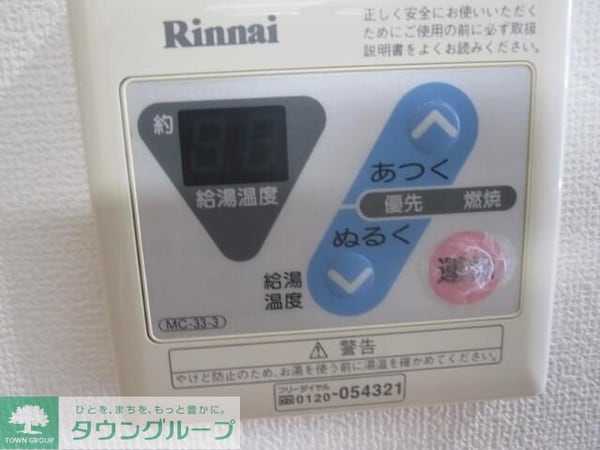 Rinnai
正しく安全にお使いいただく
ためにご使用の前に必ず取扱
説明書をよくお読みください。
約
給湯温度
あつく
優先 燃焼
ぬるく
給湯
温度
運
MC-33-3
警告
やけど防止のため、お湯を使う前に湯温を確かめてください。
フリーダイヤル
0120-054321
TOWN GROUP
ひとを、まちを、もっと豊かに。
タウングループ